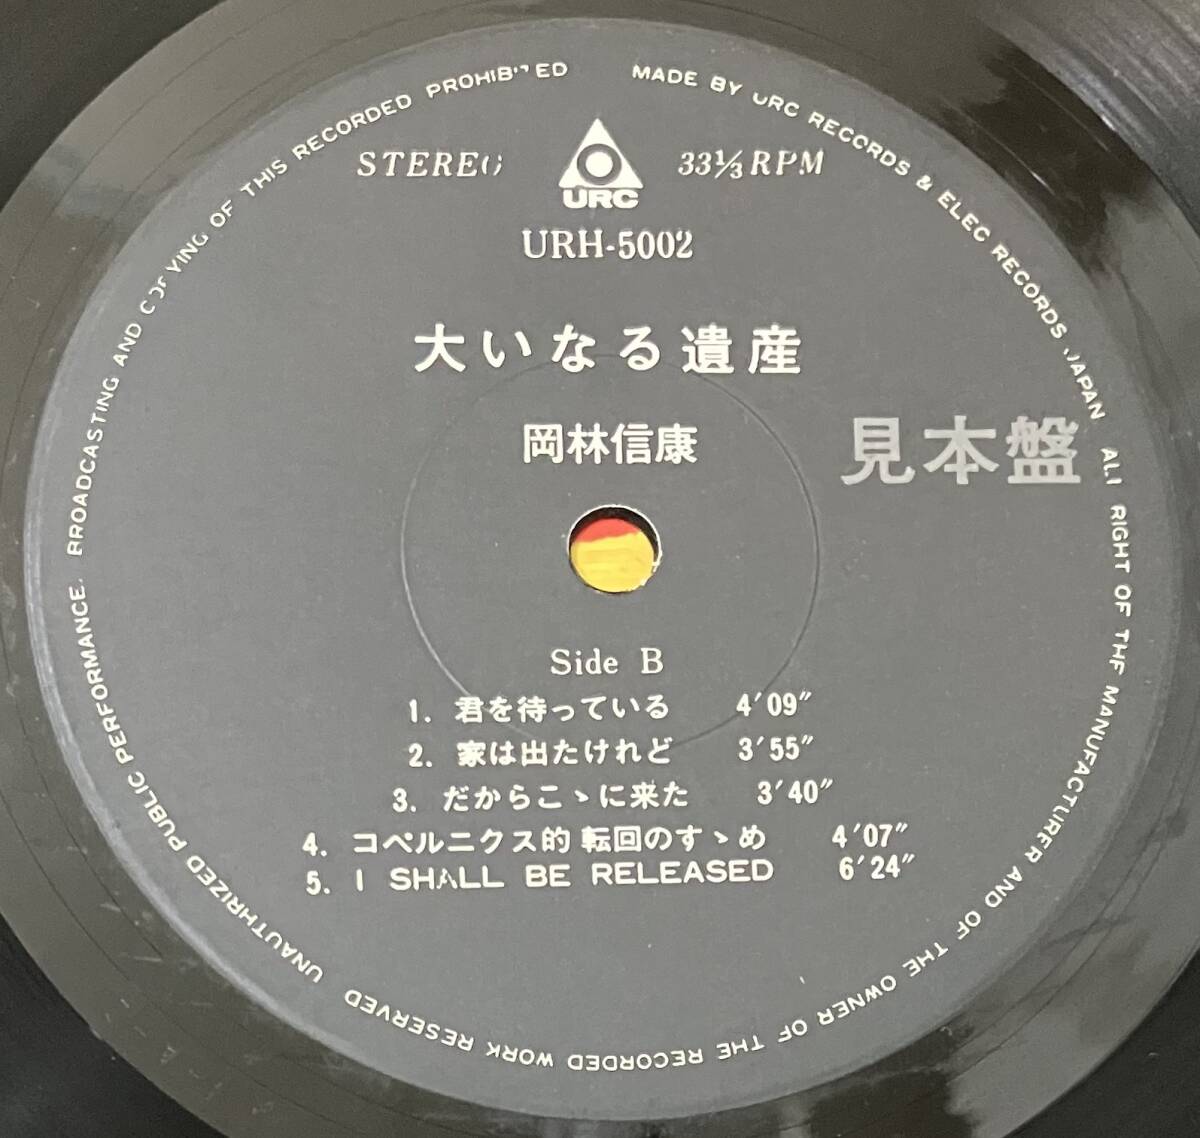 MADE BY URC RECORDS & ELEC RECORDS JAPAN ALL RIGHT OF THE MANUFACTURER AND OF THE OWNER OF THE RECORDED WORK RESERVED UNAUTHRIZED PUBLIC PERFORMANCE. BROADCASTING AND COPYING OF THIS RECORDED PROHIBITED
STEREO
URC
33⅓RPM
URH-5002
大いなる遺産
岡林信康
見本盤
Side B
1. 君を待っている 4′09″
2. 家は出たけれど 3′55″
3. だからこゝに来た 3′40″
4. コペルニクス的転回のすゝめ 4′07″
5. I SHALL BE RELEASED 6′24″